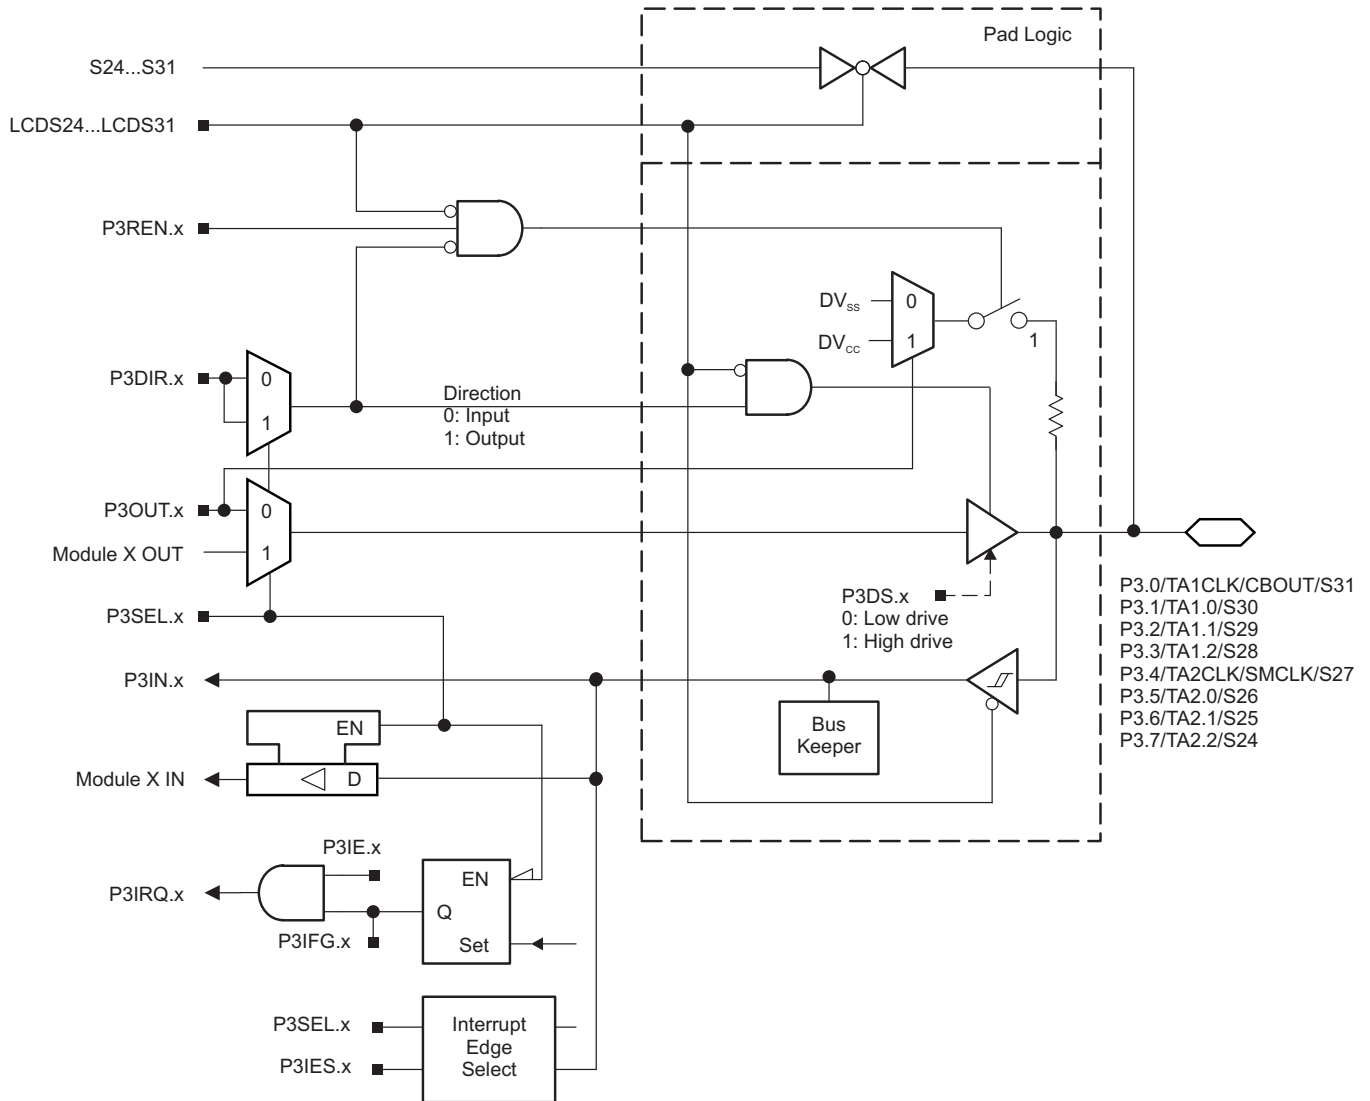 Pad Logic
S24...S31
LCDS24...LCDS31
P3REN.x
DVSS
0
DVCC
1
1
P3DIR.x
0
1
Direction
0: Input
1: Output
P3OUT.x
0
Module X OUT
1
P3DS.x
0: Low drive
1: High drive
P3SEL.x
P3IN.x
Bus
Keeper
P3.0/TA1CLK/CBOUT/S31
P3.1/TA1.0/S30
P3.2/TA1.1/S29
P3.3/TA1.2/S28
P3.4/TA2CLK/SMCLK/S27
P3.5/TA2.0/S26
P3.6/TA2.1/S25
P3.7/TA2.2/S24
EN
Module X IN
D
P3IE.x
P3IRQ.x
EN
Q
P3IFG.x
Set
P3SEL.x
P3IES.x
Interrupt
Edge
Select